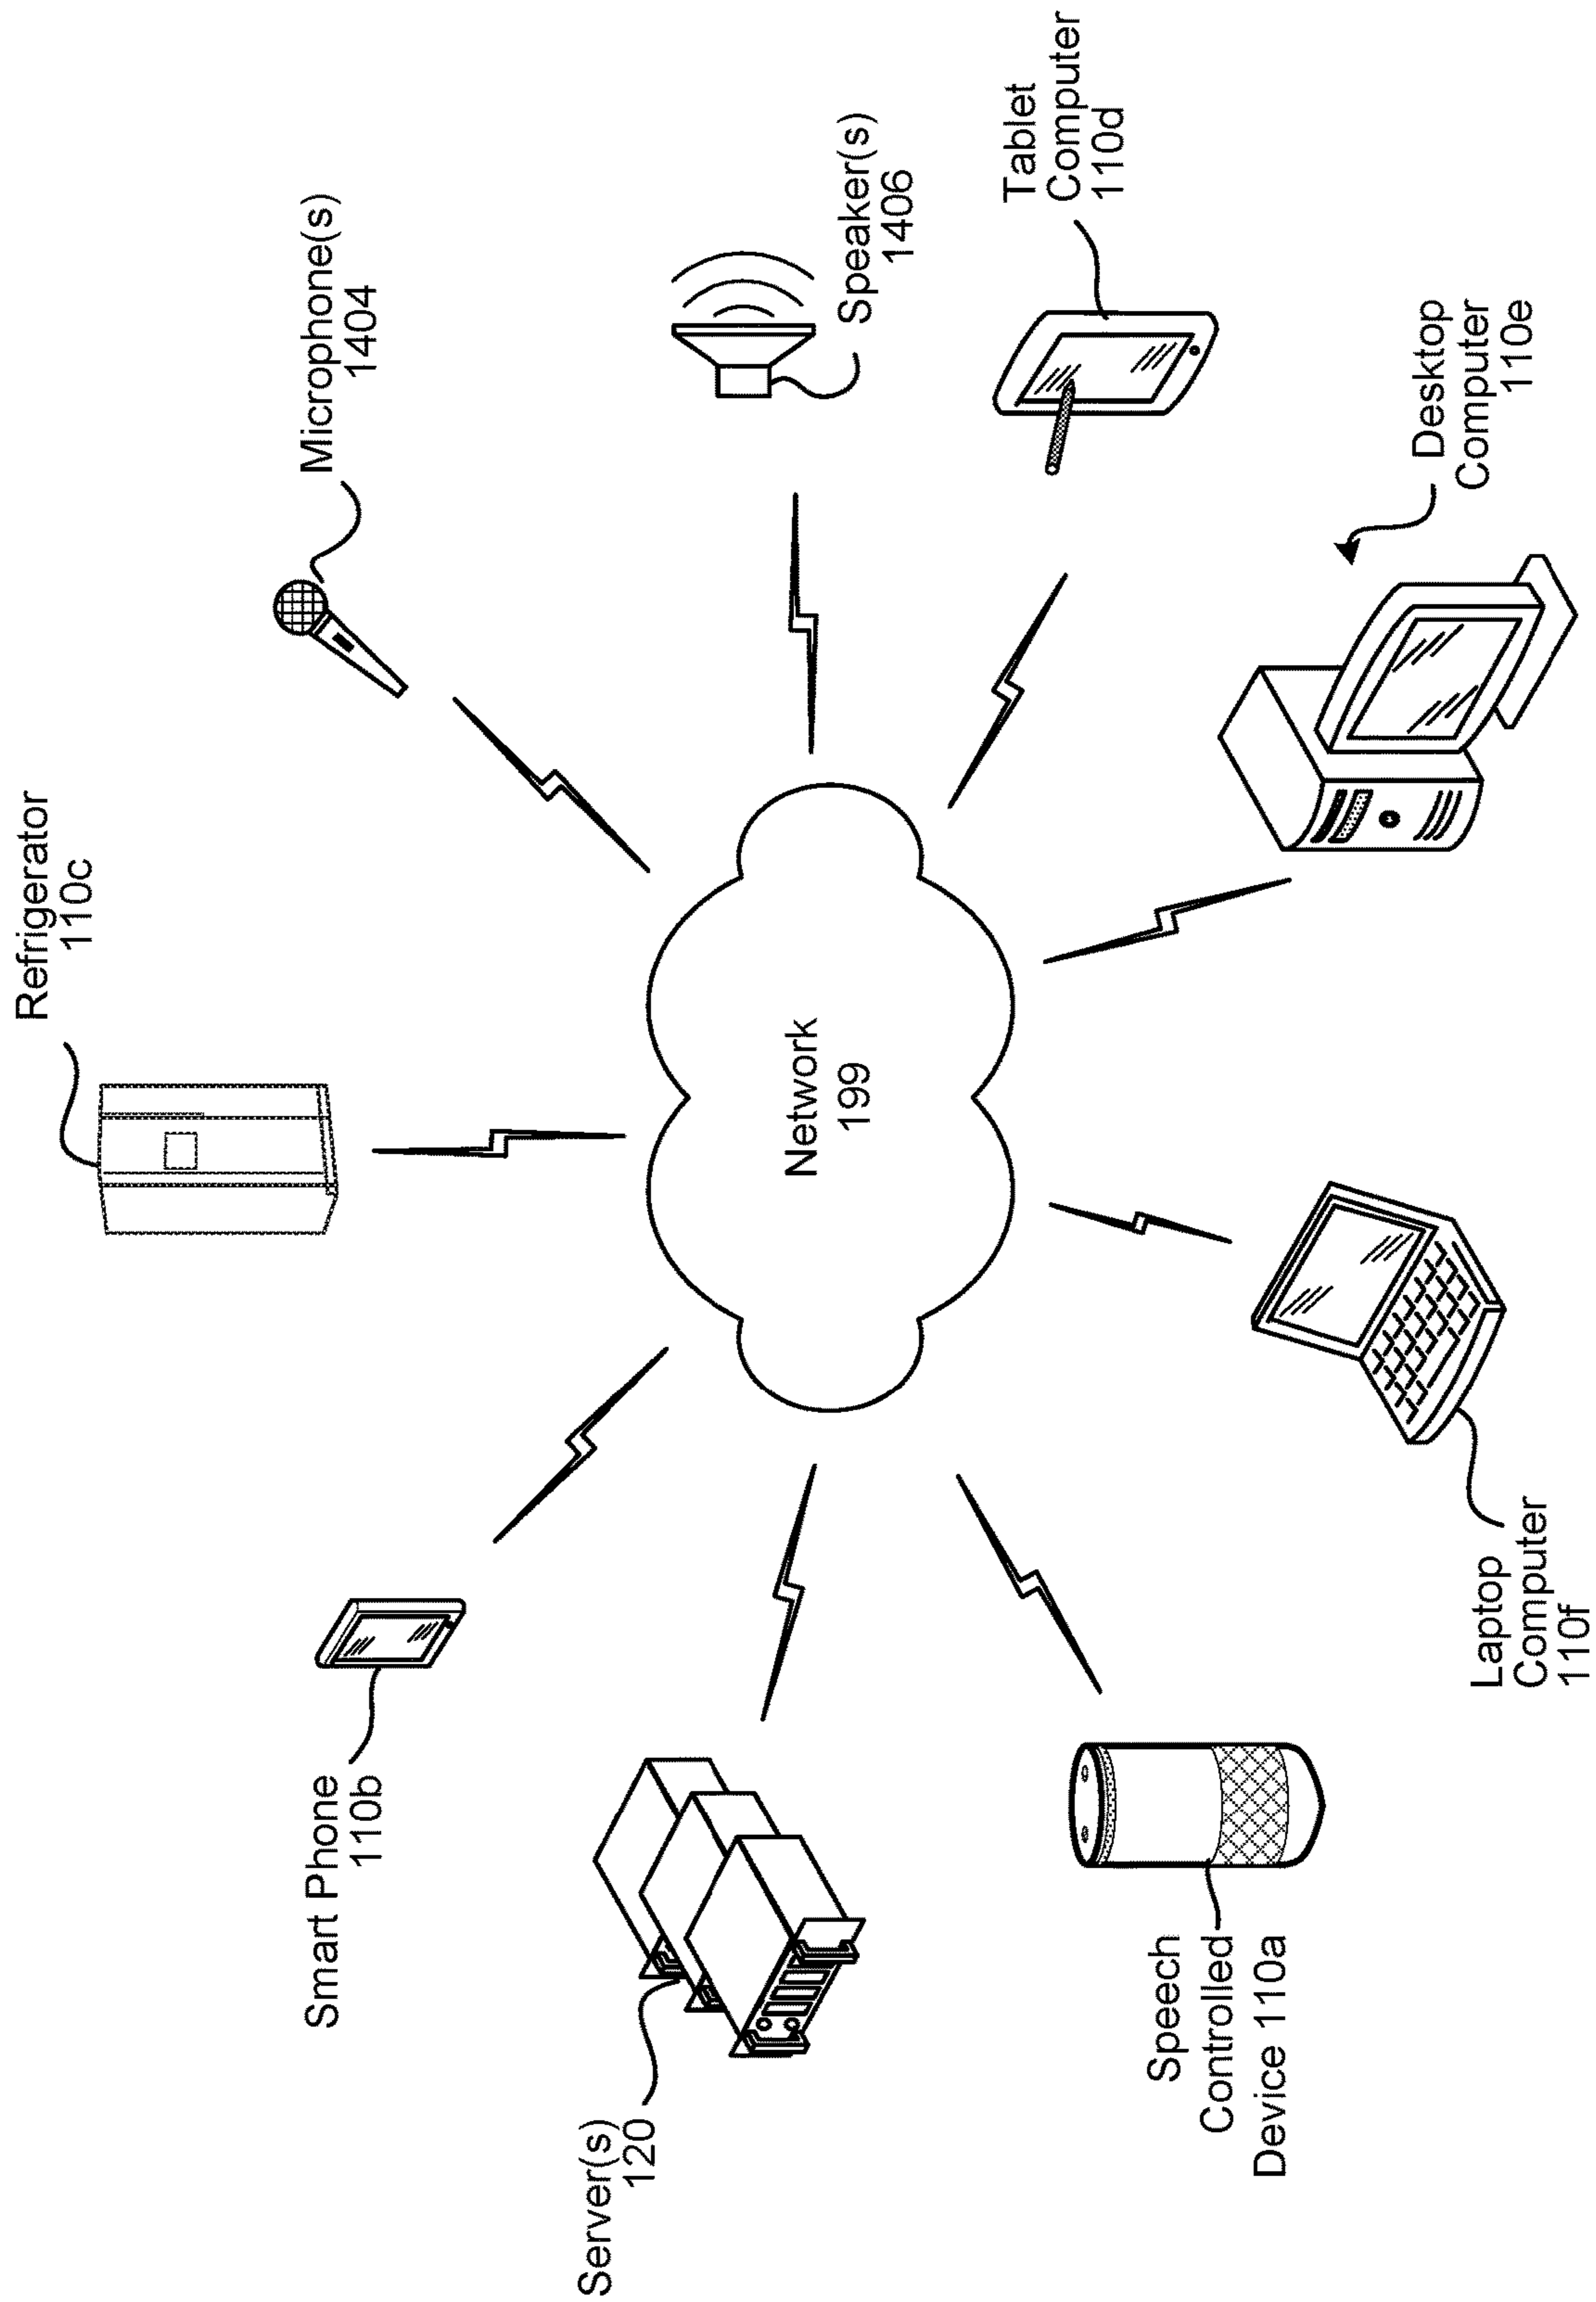 Refrigerator
110c
Smart Phone
110b
Microphone(s)
1404
Server(s)
120
Network
199
Speaker(s)
1406
Speech
Controlled
Device 110a
Tablet
Computer
110d
Laptop
Computer
110f
Desktop
Computer
110e